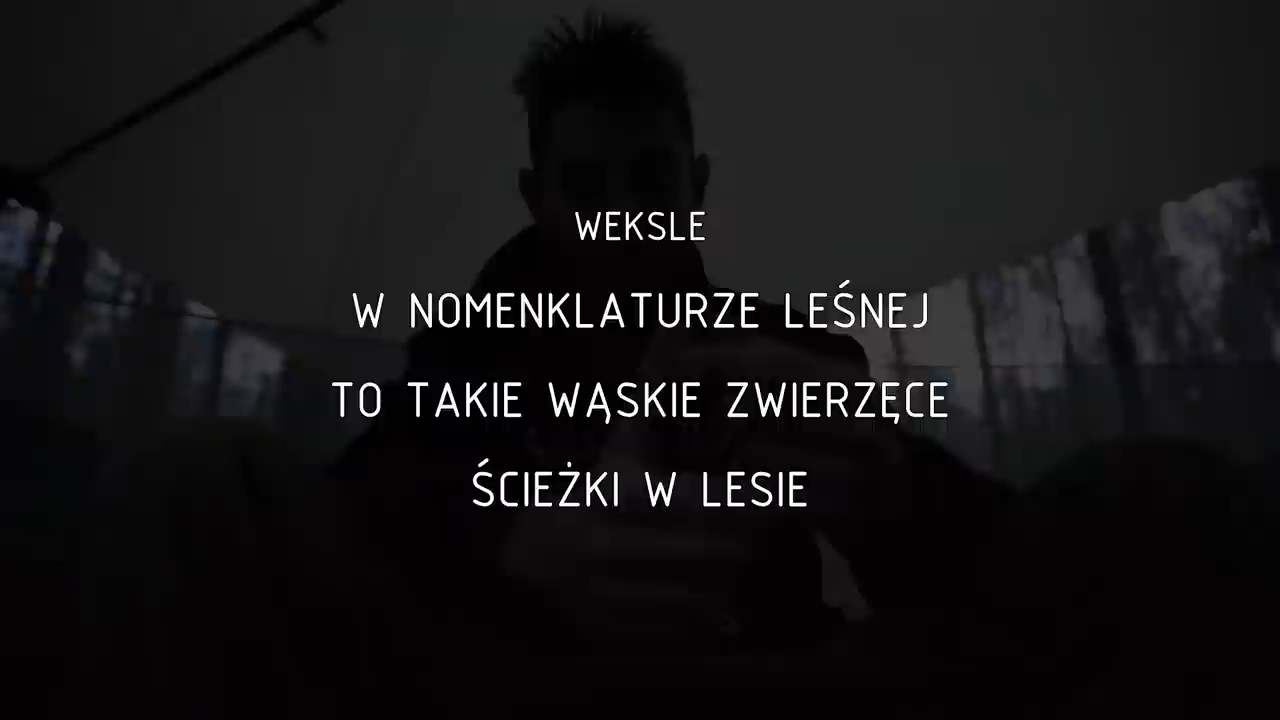 WEKSLE
W NOMENKLATURZE LEŚNEJ
TO TAKIE WĄSKIE ZWIERZĘCE
ŚCIEŻKI W LESIE